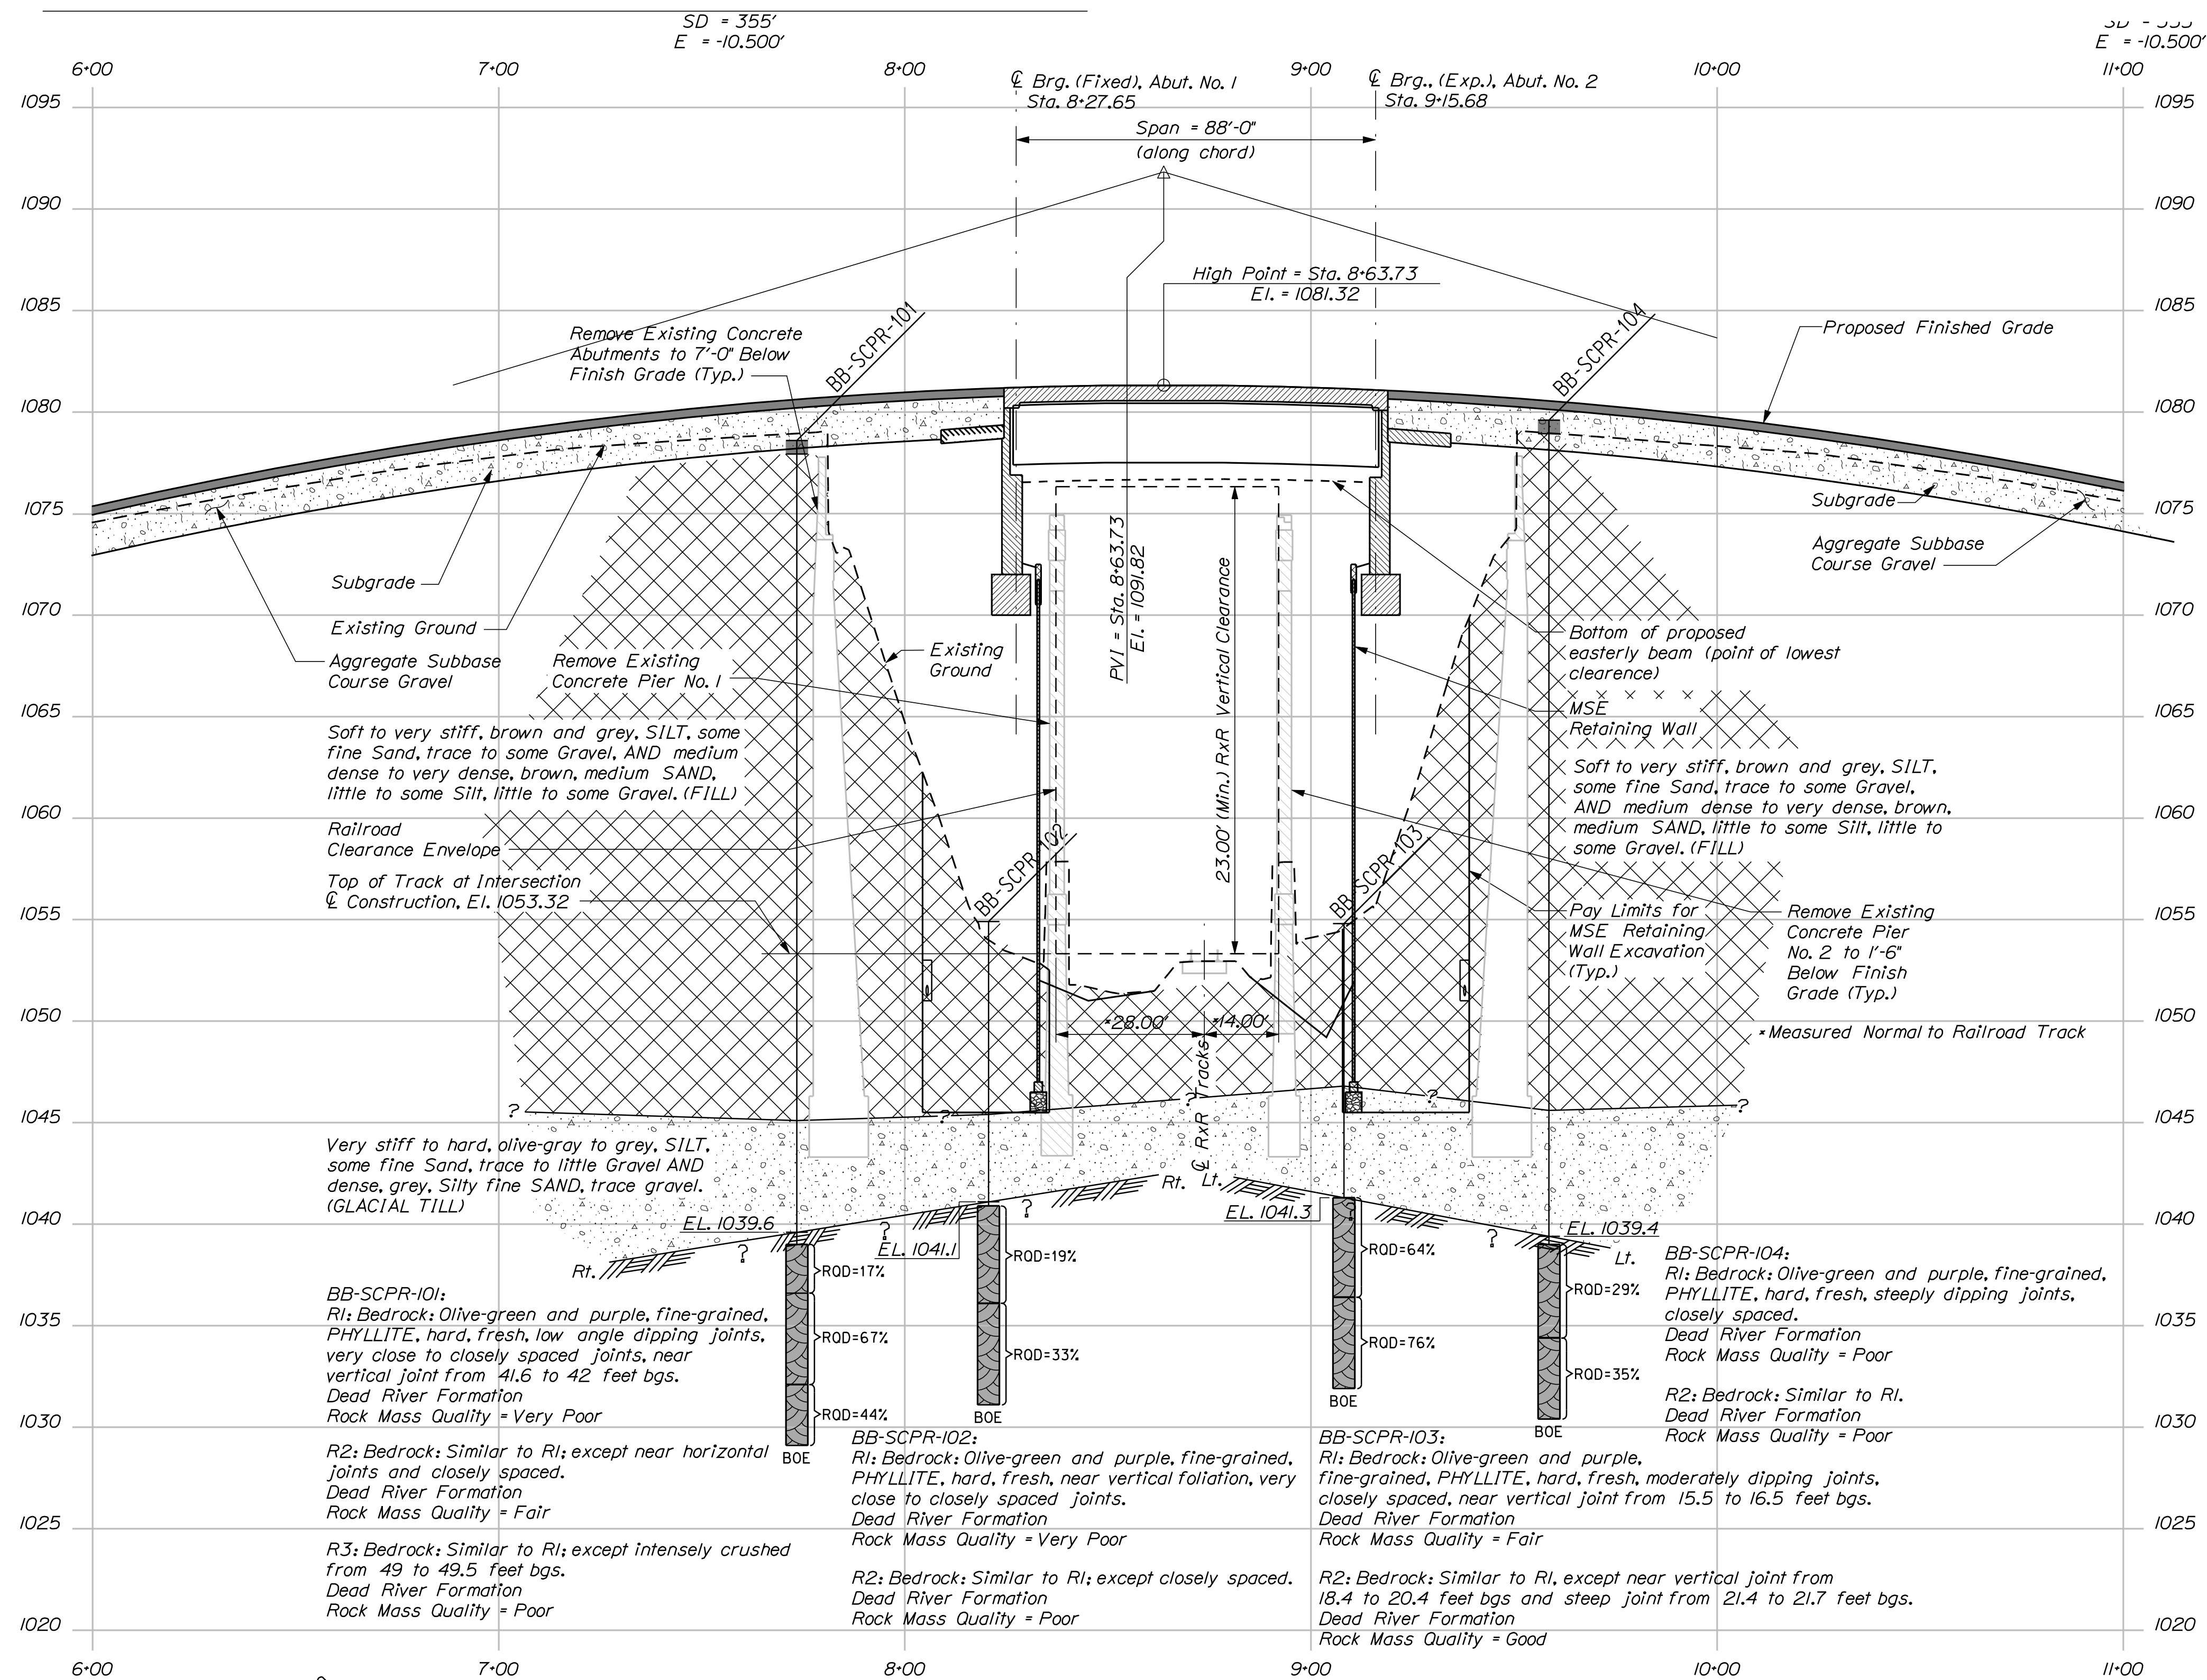 SD = 355'
E = -10.500'
E = -10.500'
6+00
7+00
8+00
9+00
10+00
11+00
℄ Brg. (Fixed), Abut. No. 1
Sta. 8+27.65
℄ Brg., (Exp.), Abut. No. 2
Sta. 9+15.68
1095
1095
Span = 88'-0"
(along chord)
1090
1090
High Point = Sta. 8+63.73
El. = 1081.32
1085
1085
BB-SCPR-101
BB-SCPR-104
Remove Existing Concrete
Abutments to 7'-0" Below
Finish Grade (Typ.)
Proposed Finished Grade
1080
1080
1075
1075
Subgrade
Aggregate Subbase
Course Gravel
PVI = Sta. 8+63.73
El. = 1091.82
23.00' (Min.) RxR Vertical Clearance
Subgrade
1070
1070
Existing Ground
Aggregate Subbase
Course Gravel
Remove Existing
Concrete Pier No. 1
Existing
Ground
Bottom of proposed
easterly beam (point of lowest
clearence)
MSE
Retaining Wall
1065
1065
Soft to very stiff, brown and grey, SILT, some
fine Sand, trace to some Gravel, AND medium
dense to very dense, brown, medium SAND,
little to some Silt, little to some Gravel. (FILL)
Soft to very stiff, brown and grey, SILT,
some fine Sand, trace to some Gravel,
AND medium dense to very dense, brown,
medium SAND, little to some Silt, little to
some Gravel. (FILL)
1060
1060
Railroad
Clearance Envelope
BB-SCPR-102
BB-SCPR-103
Top of Track at Intersection
℄ Construction, El. 1053.32
1055
1055
Pay Limits for
MSE Retaining
Wall Excavation
(Typ.)
Remove Existing
Concrete Pier
No. 2 to 1'-6"
Below Finish
Grade (Typ.)
1050
1050
*28.00'
*14.00'
*Measured Normal to Railroad Track
℄ RxR Tracks
?
?
?
?
?
1045
1045
Very stiff to hard, olive-gray to grey, SILT,
some fine Sand, trace to little Gravel AND
dense, grey, Silty fine SAND, trace gravel.
(GLACIAL TILL)
Rt.
Lt.
1040
1040
EL. 1039.6
EL. 1041.1
EL. 1041.3
EL. 1039.4
?
?
?
?
?
Rt.
Lt.
RQD=17%
RQD=67%
RQD=44%
BOE
RQD=19%
RQD=33%
BOE
RQD=64%
RQD=76%
BOE
RQD=29%
RQD=35%
BOE
1035
1035
BB-SCPR-101:
R1: Bedrock: Olive-green and purple, fine-grained,
PHYLLITE, hard, fresh, low angle dipping joints,
very close to closely spaced joints, near
vertical joint from 41.6 to 42 feet bgs.
Dead River Formation
Rock Mass Quality = Very Poor
R2: Bedrock: Similar to R1; except near horizontal
joints and closely spaced.
Dead River Formation
Rock Mass Quality = Fair
R3: Bedrock: Similar to R1; except intensely crushed
from 49 to 49.5 feet bgs.
Dead River Formation
Rock Mass Quality = Poor
BB-SCPR-104:
R1: Bedrock: Olive-green and purple, fine-grained,
PHYLLITE, hard, fresh, steeply dipping joints,
closely spaced.
Dead River Formation
Rock Mass Quality = Poor
R2: Bedrock: Similar to R1.
Dead River Formation
Rock Mass Quality = Poor
1030
1030
BB-SCPR-102:
R1: Bedrock: Olive-green and purple, fine-grained,
PHYLLITE, hard, fresh, near vertical foliation, very
close to closely spaced joints.
Dead River Formation
Rock Mass Quality = Very Poor
R2: Bedrock: Similar to R1; except closely spaced.
Dead River Formation
Rock Mass Quality = Poor
BB-SCPR-103:
R1: Bedrock: Olive-green and purple,
fine-grained, PHYLLITE, hard, fresh, moderately dipping joints,
closely spaced, near vertical joint from 15.5 to 16.5 feet bgs.
Dead River Formation
Rock Mass Quality = Fair
R2: Bedrock: Similar to R1, except near vertical joint from
18.4 to 20.4 feet bgs and steep joint from 21.4 to 21.7 feet bgs.
Dead River Formation
Rock Mass Quality = Good
1025
1025
1020
1020
6+00
7+00
8+00
9+00
10+00
11+00